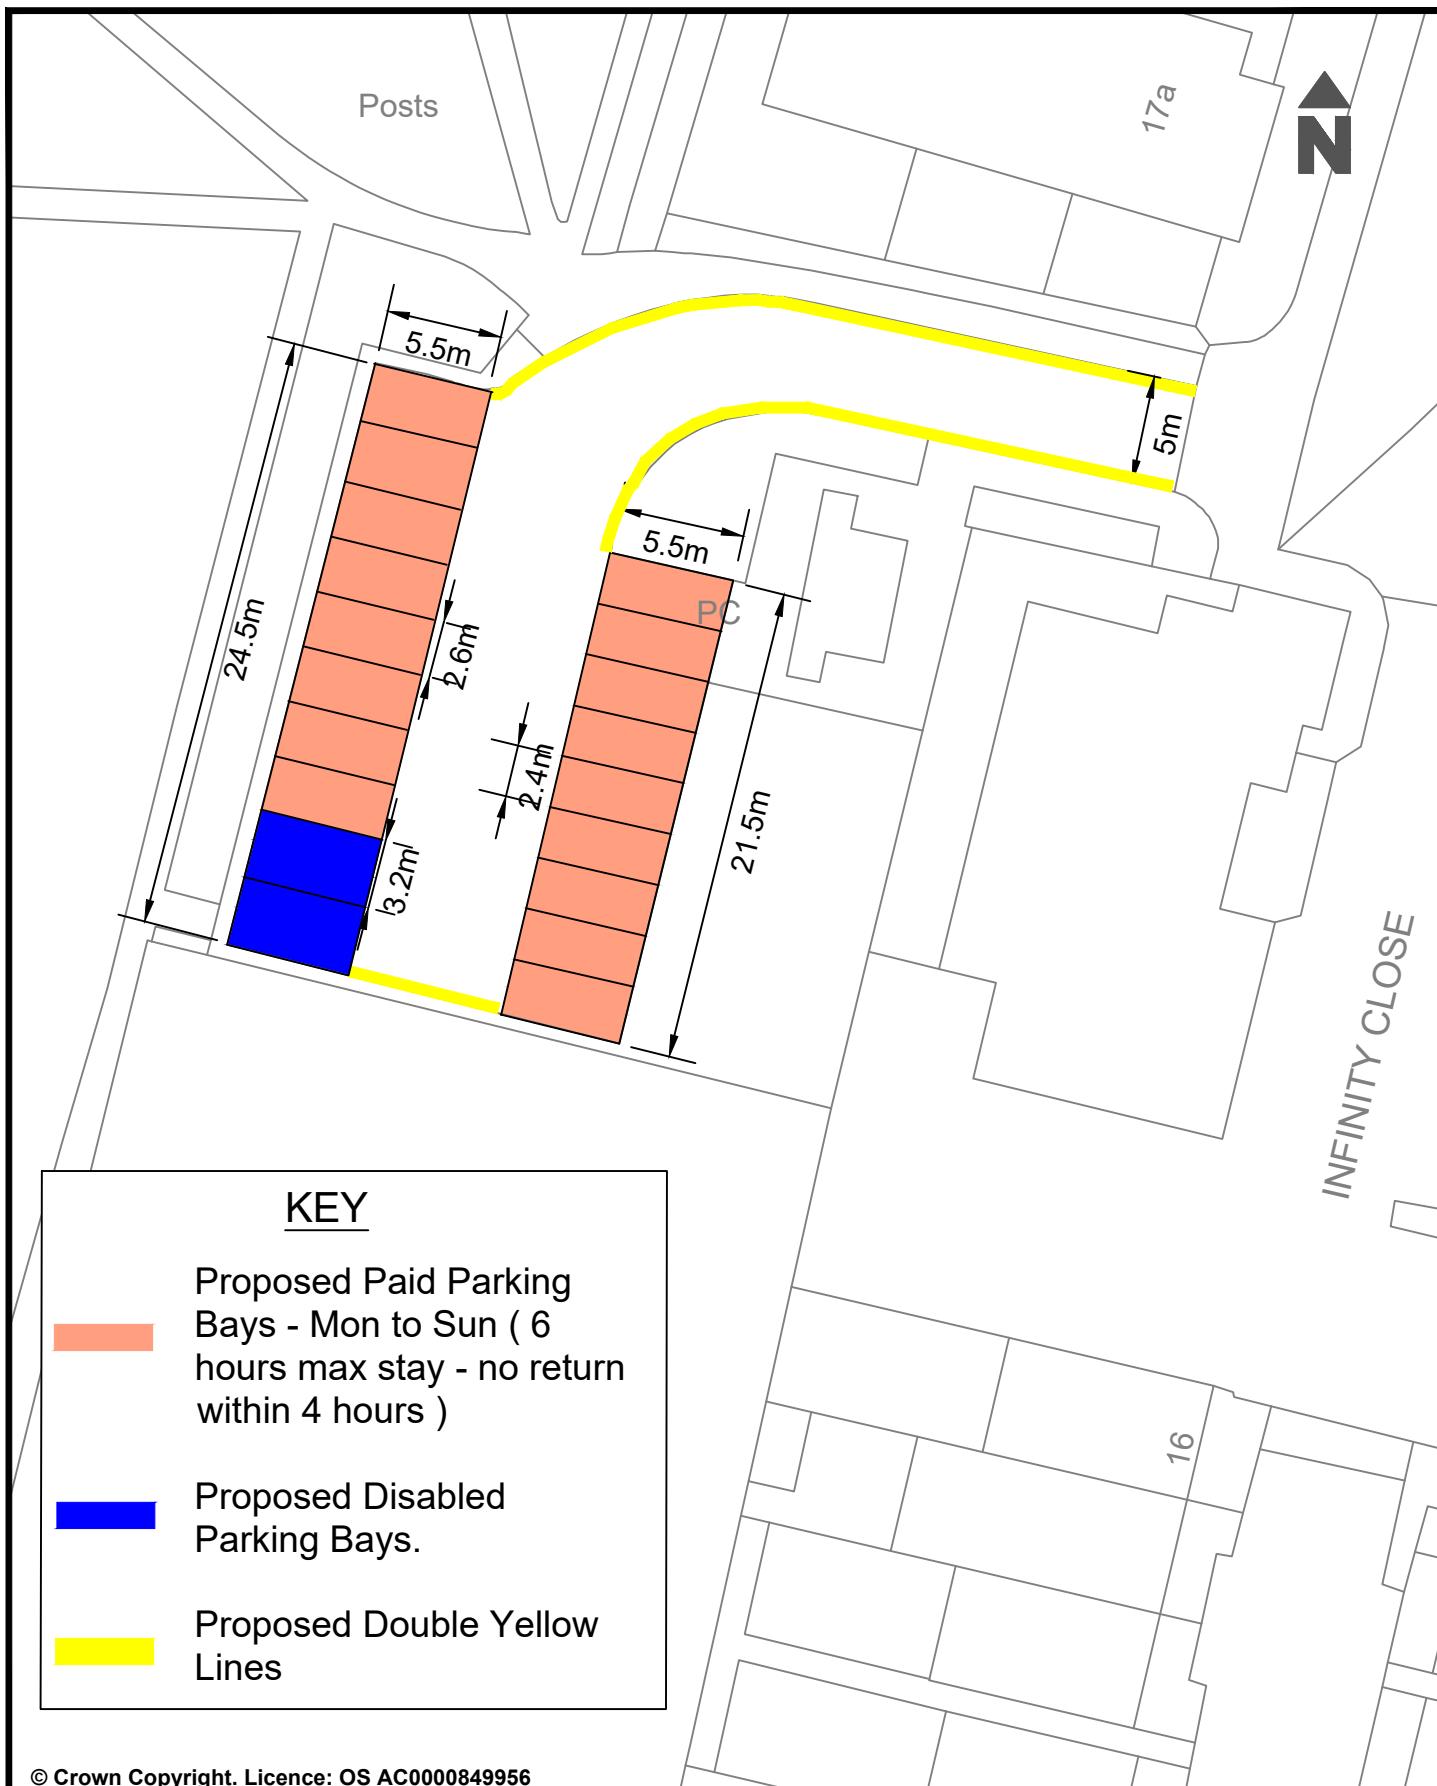 Posts
17a
N
5.5m
5m
5.5m
PC
24.5m
2.6m
2.4m
21.5m
3.2m
INFINITY CLOSE
KEY
Proposed Paid Parking
Bays - Mon to Sun ( 6
hours max stay - no return
within 4 hours )
Proposed Disabled
Parking Bays.
Proposed Double Yellow
Lines
16
© Crown Copyright. Licence: OS AC0000849956